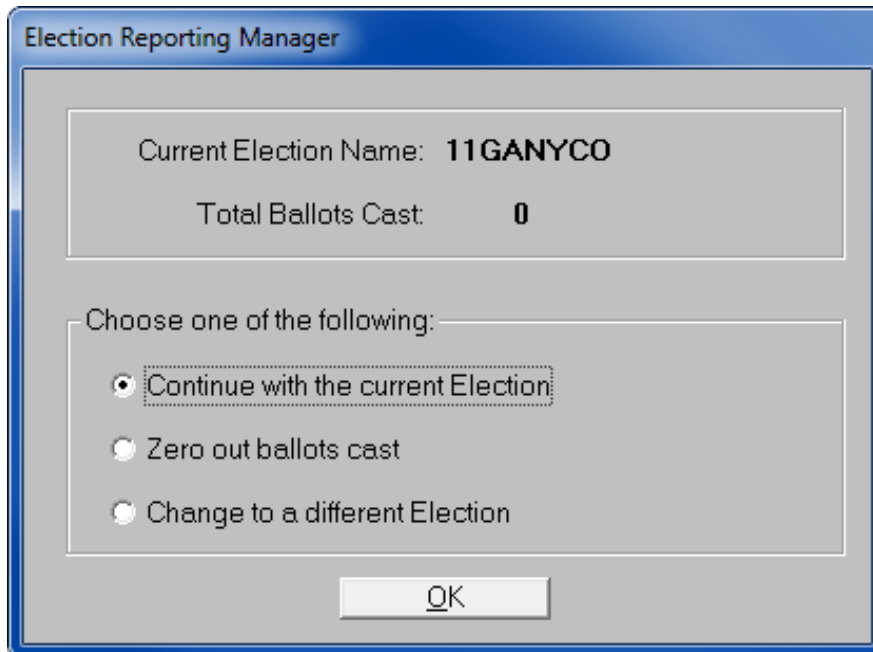 Election Reporting Manager
Current Election Name: 11GANYCO
Total Ballots Cast: 0
Choose one of the following:
Continue with the current Election
Zero out ballots cast
Change to a different Election
OK